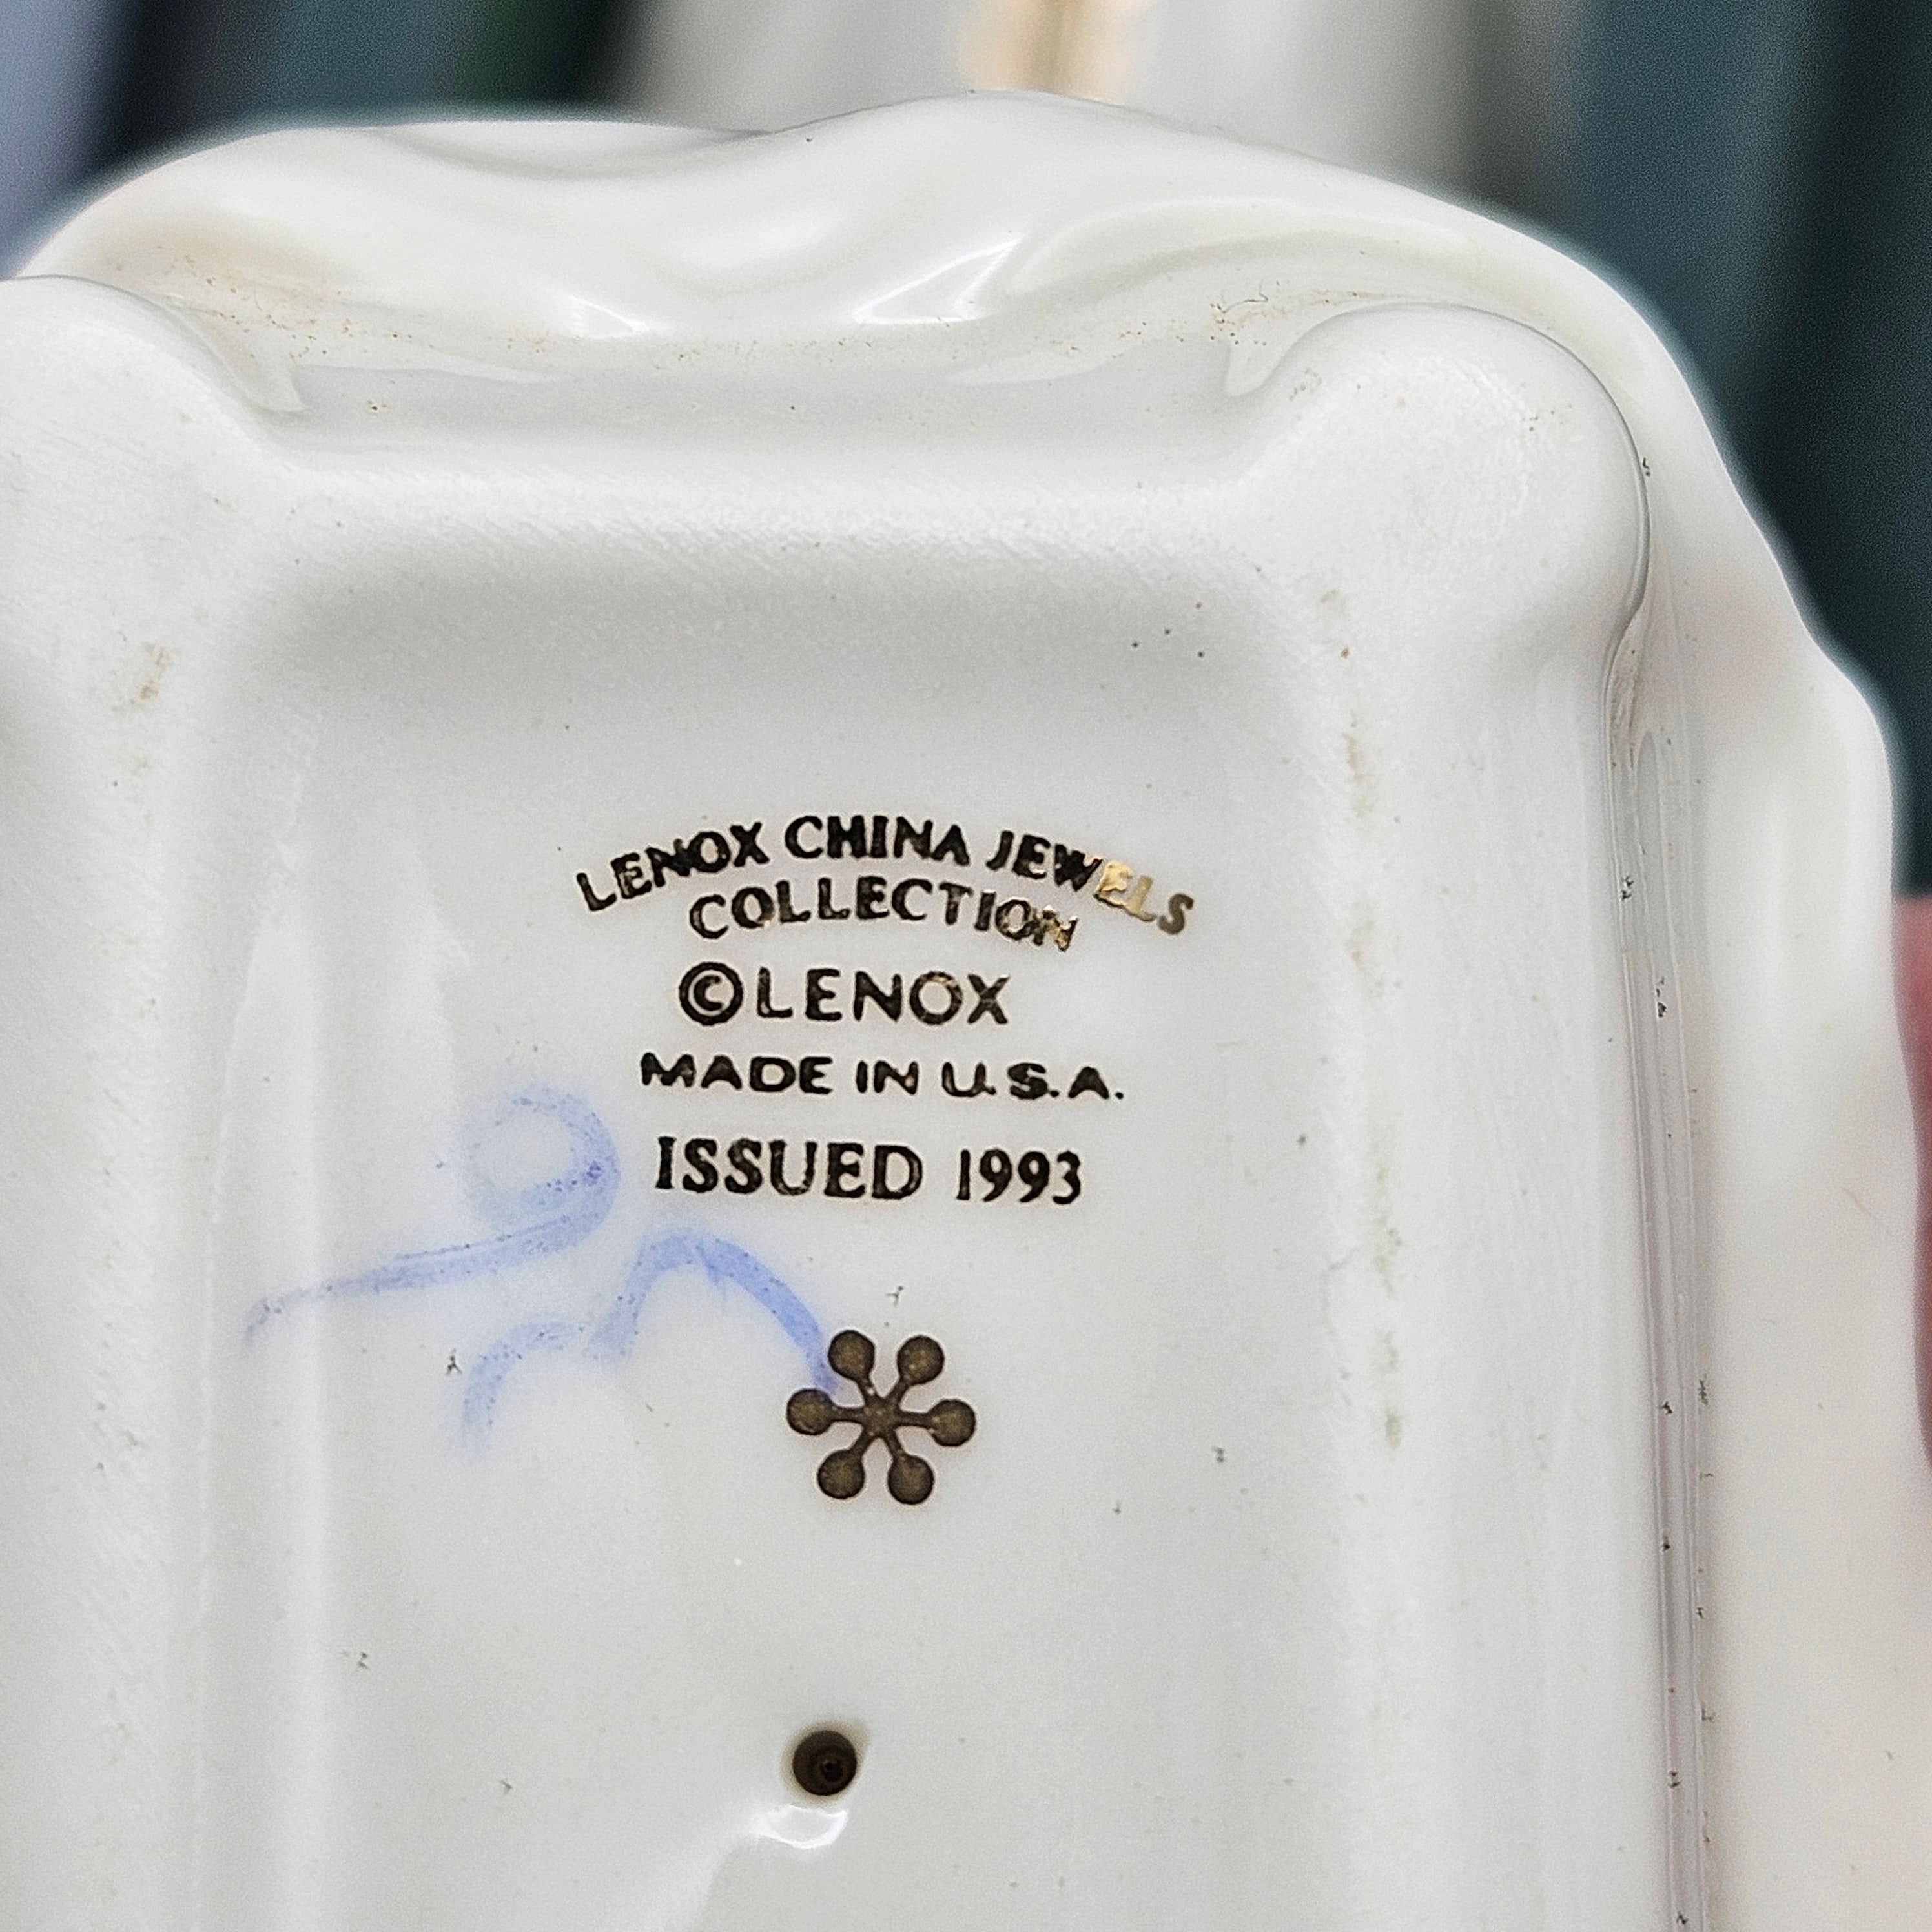 LENOX CHINA JEWELS
COLLECTION
©LENOX
MADE IN U.S.A.
ISSUED 1993